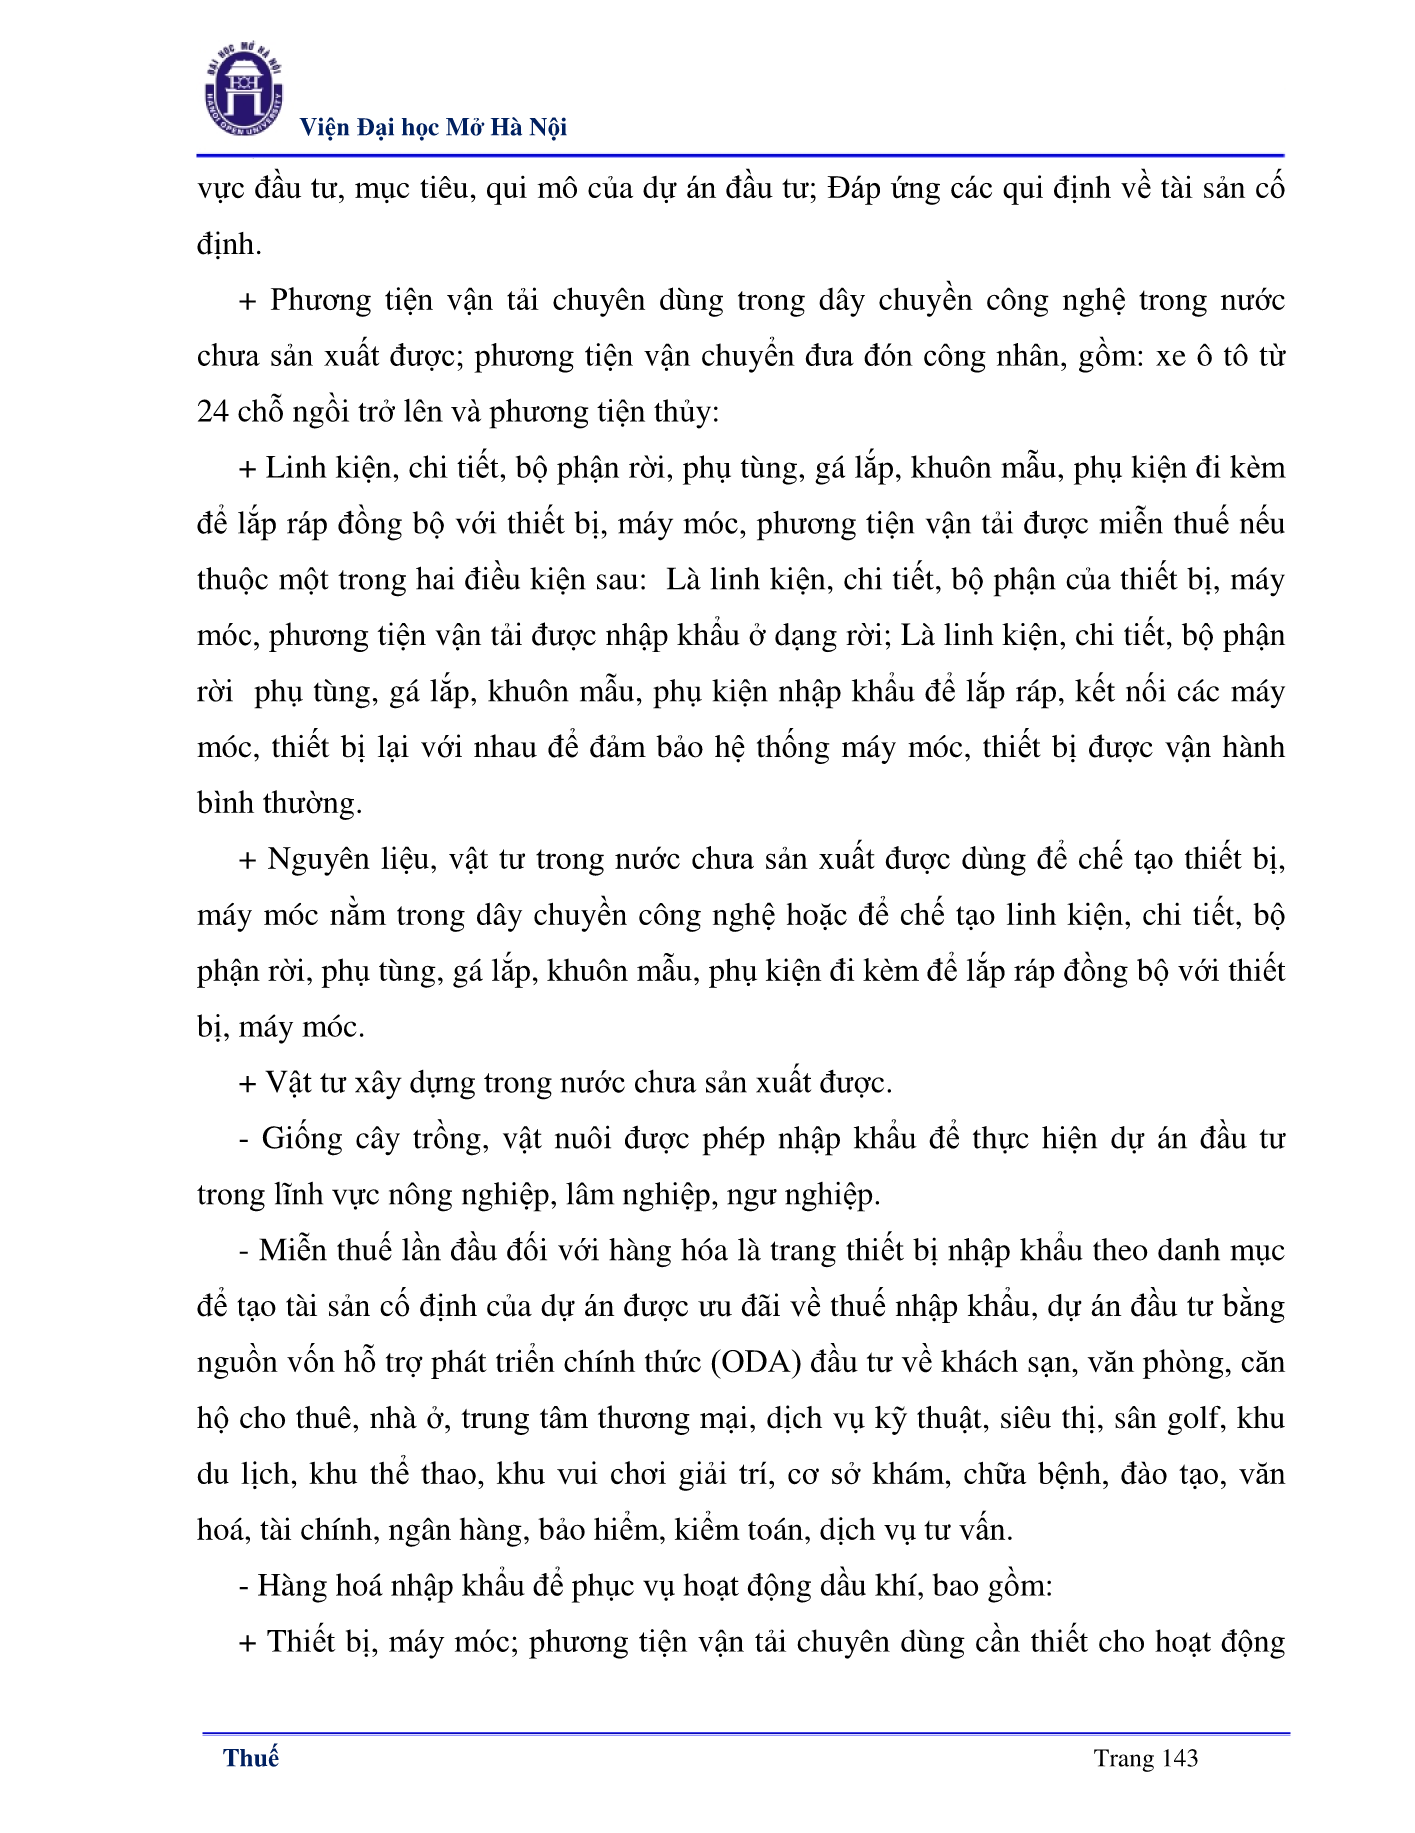 ĐẠI HỌC MỞ HÀ NỘI
HANOI OPEN UNIVERSITY
Viện Đại học Mở Hà Nội
vực đầu tư, mục tiêu, qui mô của dự án đầu tư; Đáp ứng các qui định về tài sản cố
định.
+ Phương tiện vận tải chuyên dùng trong dây chuyền công nghệ trong nước
chưa sản xuất được; phương tiện vận chuyển đưa đón công nhân, gồm: xe ô tô từ
24 chỗ ngồi trở lên và phương tiện thủy:
+ Linh kiện, chi tiết, bộ phận rời, phụ tùng, gá lắp, khuôn mẫu, phụ kiện đi kèm
để lắp ráp đồng bộ với thiết bị, máy móc, phương tiện vận tải được miễn thuế nếu
thuộc một trong hai điều kiện sau:  Là linh kiện, chi tiết, bộ phận của thiết bị, máy
móc, phương tiện vận tải được nhập khẩu ở dạng rời; Là linh kiện, chi tiết, bộ phận
rời  phụ tùng, gá lắp, khuôn mẫu, phụ kiện nhập khẩu để lắp ráp, kết nối các máy
móc, thiết bị lại với nhau để đảm bảo hệ thống máy móc, thiết bị được vận hành
bình thường.
+ Nguyên liệu, vật tư trong nước chưa sản xuất được dùng để chế tạo thiết bị,
máy móc nằm trong dây chuyền công nghệ hoặc để chế tạo linh kiện, chi tiết, bộ
phận rời, phụ tùng, gá lắp, khuôn mẫu, phụ kiện đi kèm để lắp ráp đồng bộ với thiết
bị, máy móc.
+ Vật tư xây dựng trong nước chưa sản xuất được.
- Giống cây trồng, vật nuôi được phép nhập khẩu để thực hiện dự án đầu tư
trong lĩnh vực nông nghiệp, lâm nghiệp, ngư nghiệp.
- Miễn thuế lần đầu đối với hàng hóa là trang thiết bị nhập khẩu theo danh mục
để tạo tài sản cố định của dự án được ưu đãi về thuế nhập khẩu, dự án đầu tư bằng
nguồn vốn hỗ trợ phát triển chính thức (ODA) đầu tư về khách sạn, văn phòng, căn
hộ cho thuê, nhà ở, trung tâm thương mại, dịch vụ kỹ thuật, siêu thị, sân golf, khu
du lịch, khu thể thao, khu vui chơi giải trí, cơ sở khám, chữa bệnh, đào tạo, văn
hoá, tài chính, ngân hàng, bảo hiểm, kiểm toán, dịch vụ tư vấn.
- Hàng hoá nhập khẩu để phục vụ hoạt động dầu khí, bao gồm:
+ Thiết bị, máy móc; phương tiện vận tải chuyên dùng cần thiết cho hoạt động
Thuế
Trang 143